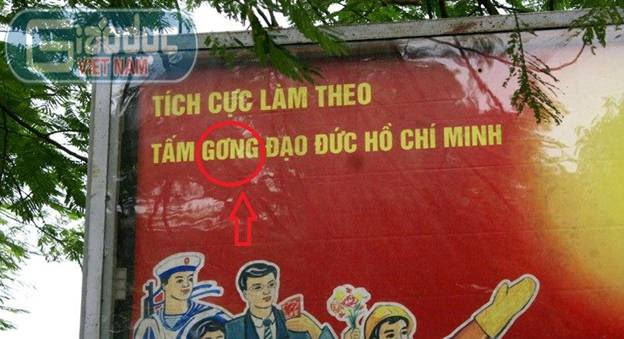 Giáo dục
VIỆT NAM
TÍCH CỰC LÀM THEO
TẤM GƠNG ĐẠO ĐỨC HỒ CHÍ MINH